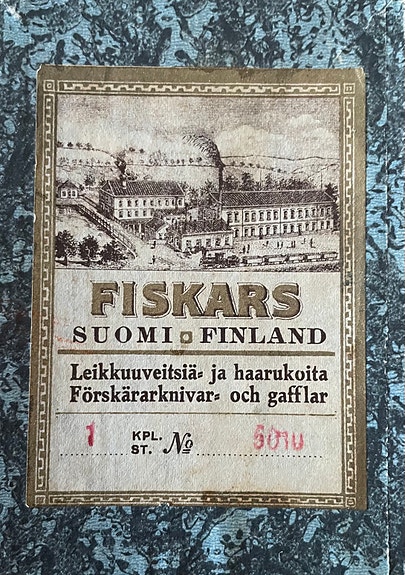 FISKARS
SUOMI FINLAND
Leikkuuveitsiä- ja haarukoita
Förskärarknivar- och gafflar
1 KPL. ST. No